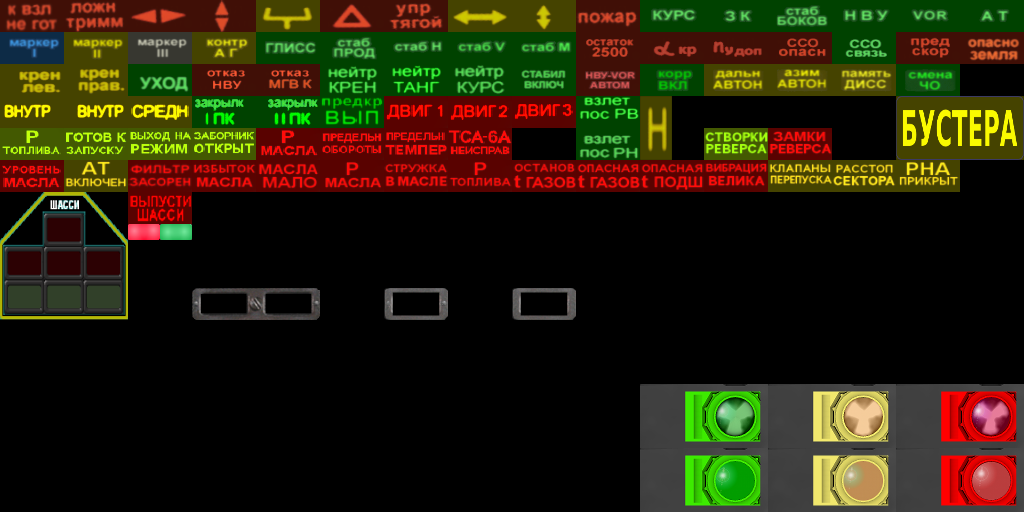 К ВЗЛ ЛОЖН УПР ПОЖАР КУРС З К СТАБ Н В У VOR А Т
НЕ ГОТ ТРИММ ТЯГОЙ БОКОВ
маркер маркер маркер контр ГЛИСС стаб стаб Н стаб V стаб М остаток α кр nудоп ССО ССО пред опасно
I II III А Г ПРОД 2500 опасн связь скор земля
крен крен УХОД отказ отказ нейтр нейтр нейтр СТАБИЛ НВУ-VOR корр дальн азим память смена
лев. прав. НВУ МГВ К КРЕН ТАНГ КУРС ВКЛЮЧ АВТОМ ВКЛ АВТОН АВТОН ДИСС ЧО
ВНУТР ВНУТР СРЕДН закрылк закрылк предкр ДВИГ 1 ДВИГ 2 ДВИГ 3 взлет Н БУСТЕРА
I ПК II ПК ВЫП пос РВ
Р ГОТОВ К ВЫХОД НА ЗАБОРНИК Р ПРЕДЕЛЬН ПРЕДЕЛЬН ТСА-6А взлет СТВОРКИ ЗАМКИ
ТОПЛИВА ЗАПУСКУ РЕЖИМ ОТКРЫТ МАСЛА ОБОРОТЫ ТЕМПЕР НЕИСПРАВ пос РН РЕВЕРСА РЕВЕРСА
УРОВЕНЬ АТ ФИЛЬТР ИЗБЫТОК МАСЛА Р СТРУЖКА Р ОСТАНОВ ОПАСНАЯ ОПАСНАЯ ВИБРАЦИЯ КЛАПАНЫ РАССТОП РНА
МАСЛА ВКЛЮЧЕН ЗАСОРЕН МАСЛА МАЛО МАСЛА В МАСЛЕ ТОПЛИВА t ГАЗОВ t ГАЗОВ t ПОДШ ВЕЛИКА ПЕРЕПУСКА СЕКТОРА ПРИКРЫТ
ШАССИ ВЫПУСТИ
ШАССИ